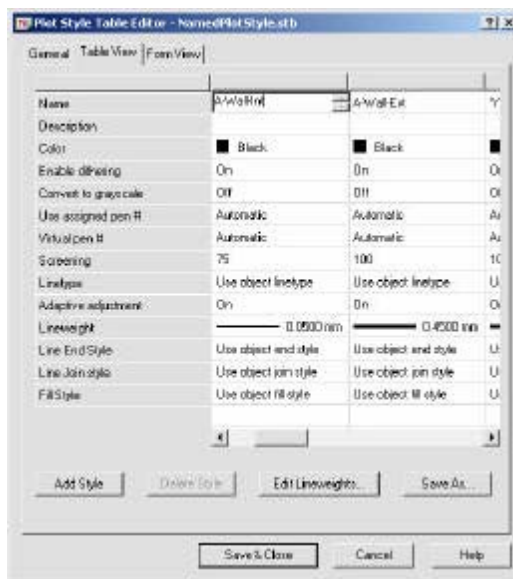 Plot Style Table Editor - NamedPlotStyle.stb
General Table View Form View
Name A-Wall-Int A-Wall-Ext
Description
Color Black Black
Enable dithering On On
Convert to grayscale Off Off
Use assigned pen # Automatic Automatic
Virtual pen # Automatic Automatic
Screening 75 100
Linetype Use object linetype Use object linetype
Adaptive adjustment On On
Lineweight 0.0500 mm 0.4500 mm
Line End Style Use object end style Use object end style
Line Join style Use object join style Use object join style
Fill Style Use object fill style Use object fill style
Add Style Delete Style Edit Lineweights... Save As...
Save & Close Cancel Help